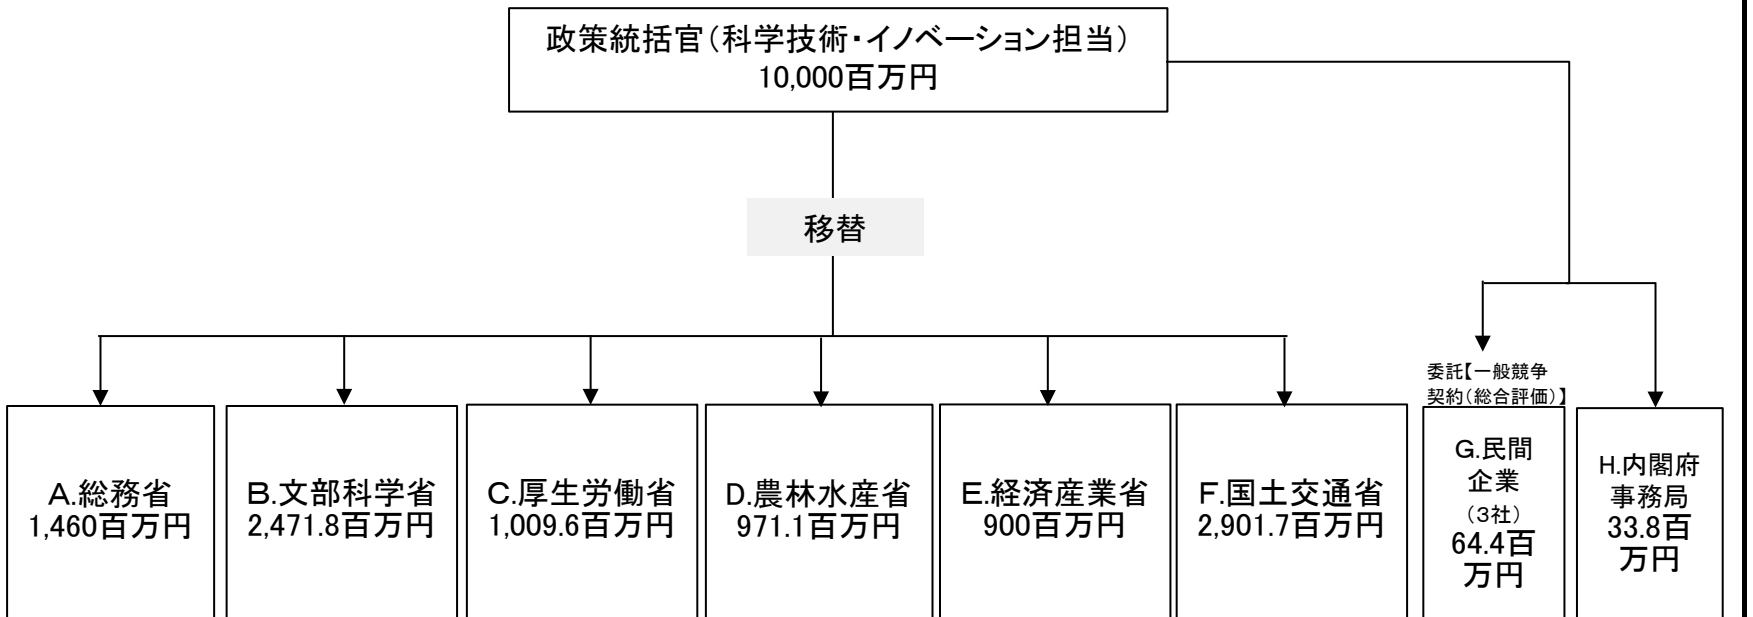 政策統括官（科学技術・イノベーション担当）
10,000百万円
移替
A.総務省
1,460百万円
B.文部科学省
2,471.8百万円
C.厚生労働省
1,009.6百万円
D.農林水産省
971.1百万円
E.経済産業省
900百万円
F.国土交通省
2,901.7百万円
委託【一般競争
契約（総合評価）】
G.民間
企業
（3社）
64.4百
万円
H.内閣府
事務局
33.8百
万円